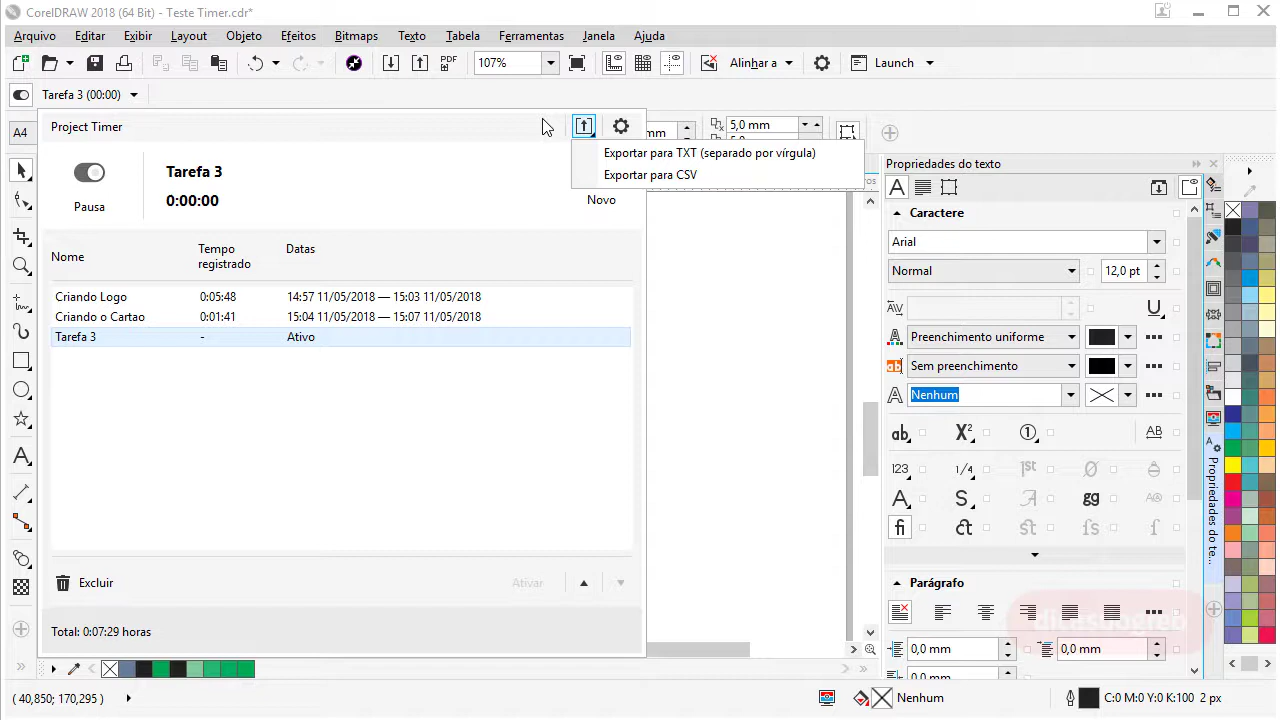 CorelDRAW 2018 (64 Bit) - Teste Timer.cdr*
Arquivo Editar Exibir Layout Objeto Efeitos Bitmaps Texto Tabela Ferramentas Janela Ajuda
PDF 107% Alinhar a Launch
Tarefa 3 (00:00)
A4 Project Timer mm 5,0 mm
Exportar para TXT (separado por vírgula)
Exportar para CSV
Tarefa 3
0:00:00
Pausa
Novo
Nome
Tempo registrado
Datas
Criando Logo 0:05:48 14:57 11/05/2018 — 15:03 11/05/2018
Criando o Cartao 0:01:41 15:04 11/05/2018 — 15:07 11/05/2018
Tarefa 3 - Ativo
Excluir Ativar
Total: 0:07:29 horas
Propriedades do texto
Caractere
Arial
Normal 12,0 pt
Preenchimento uniforme
Sem preenchimento
Nenhum
Parágrafo
0,0 mm 0,0 mm
0,0 mm
Propriedades do te...
( 40,850; 170,295 ) Nenhum C:0 M:0 Y:0 K:100 2 px